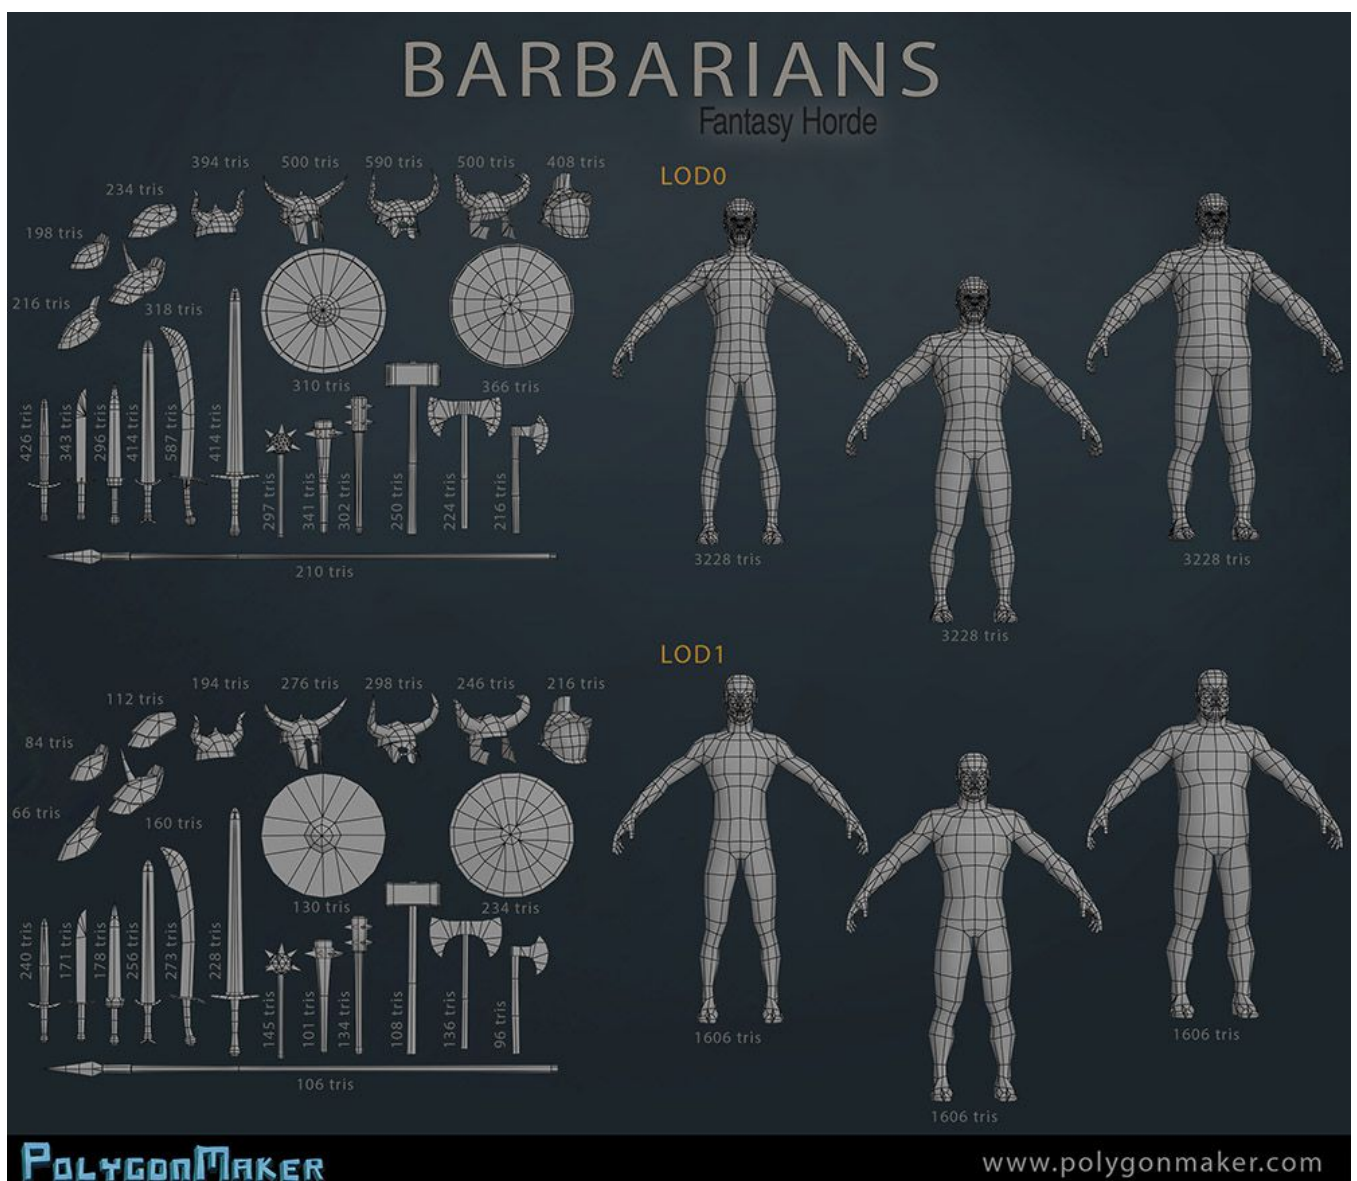 BARBARIANS
Fantasy Horde
LOD0
394 tris
500 tris
590 tris
500 tris
408 tris
234 tris
198 tris
216 tris
318 tris
310 tris
366 tris
426 tris
343 tris
296 tris
414 tris
587 tris
414 tris
297 tris
341 tris
302 tris
250 tris
224 tris
216 tris
210 tris
3228 tris
3228 tris
3228 tris
LOD1
194 tris
276 tris
298 tris
246 tris
216 tris
112 tris
84 tris
66 tris
160 tris
130 tris
234 tris
240 tris
171 tris
178 tris
256 tris
273 tris
228 tris
145 tris
101 tris
134 tris
108 tris
136 tris
96 tris
106 tris
1606 tris
1606 tris
1606 tris
POLYGONMAKER
www.polygonmaker.com